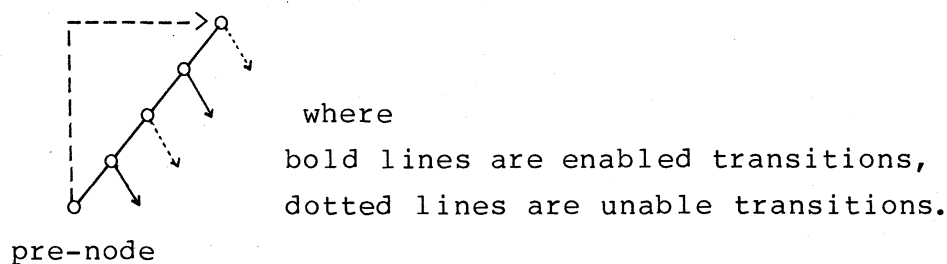 where
bold lines are enabled transitions,
dotted lines are unable transitions.
pre-node